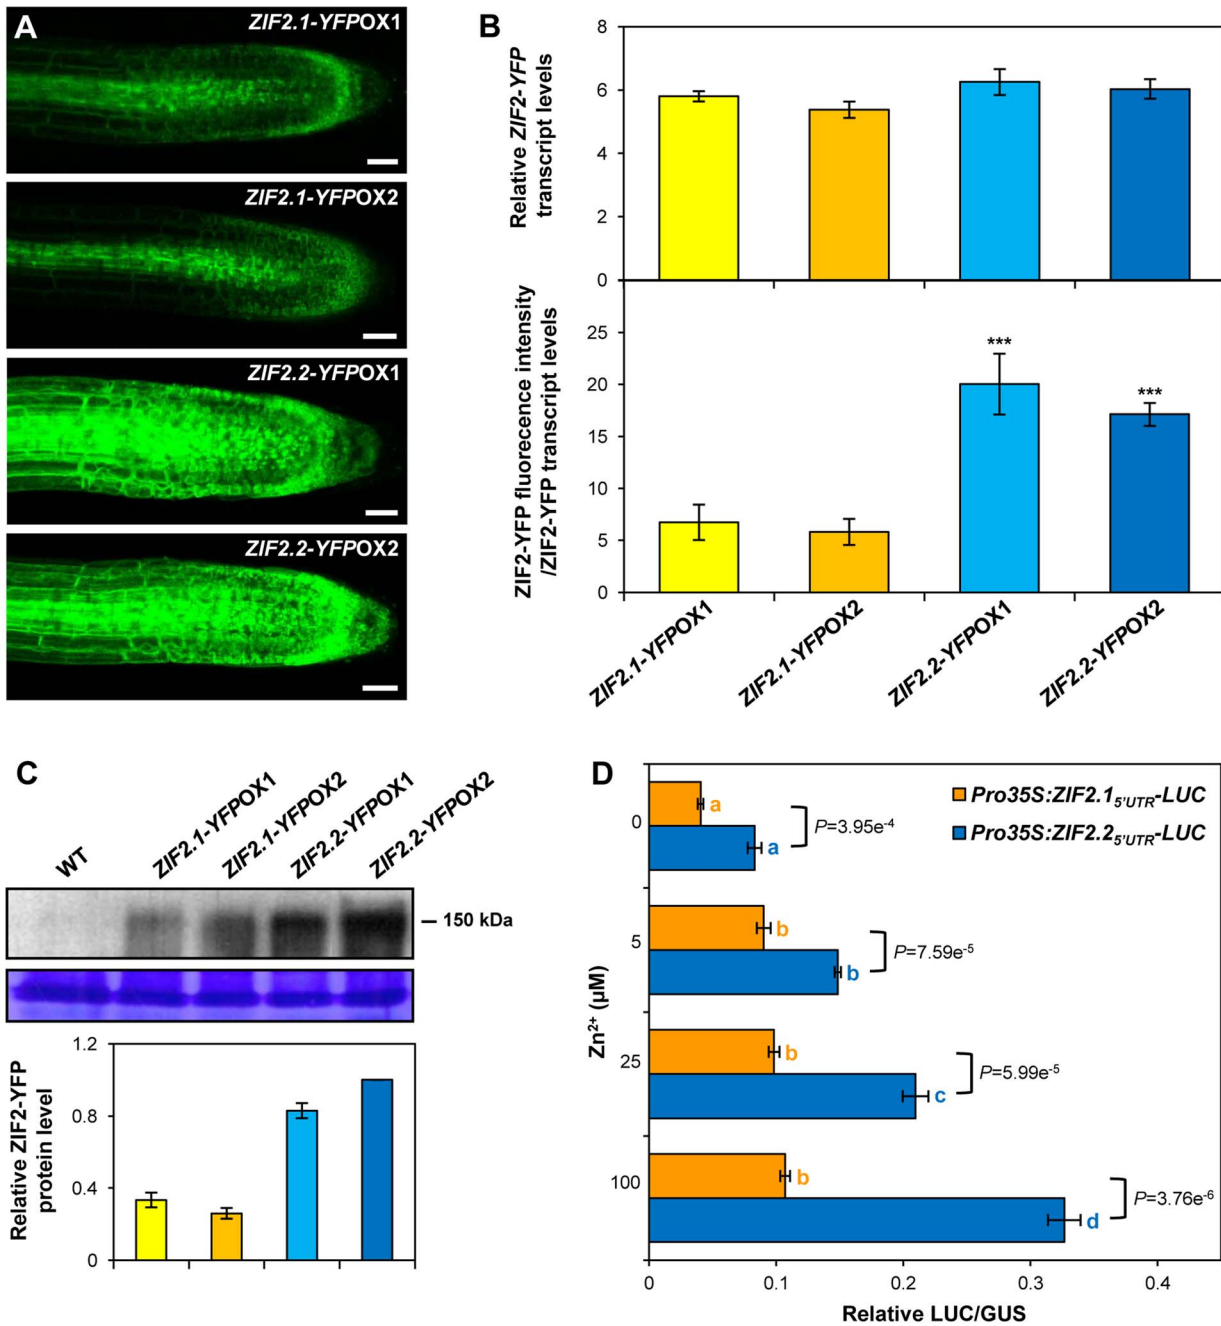 A
ZIF2.1-YFPOX1
ZIF2.1-YFPOX2
ZIF2.2-YFPOX1
ZIF2.2-YFPOX2
B
Relative ZIF2-YFP
transcript levels
8
6
4
2
0
ZIF2-YFP fluorecence intensity
/ZIF2-YFP transcript levels
25
20
15
10
5
0
***
***
ZIF2.1-YFPOX1
ZIF2.1-YFPOX2
ZIF2.2-YFPOX1
ZIF2.2-YFPOX2
C
WT
ZIF2.1-YFPOX1
ZIF2.1-YFPOX2
ZIF2.2-YFPOX1
ZIF2.2-YFPOX2
150 kDa
Relative ZIF2-YFP
protein level
1.2
0.8
0.4
0
D
Pro35S:ZIF2.15'UTR-LUC
Pro35S:ZIF2.25'UTR-LUC
Zn2+ (µM)
0
a
a
P=3.95e-4
5
b
b
P=7.59e-5
25
b
c
P=5.99e-5
100
b
d
P=3.76e-6
0
0.1
0.2
0.3
0.4
Relative LUC/GUS